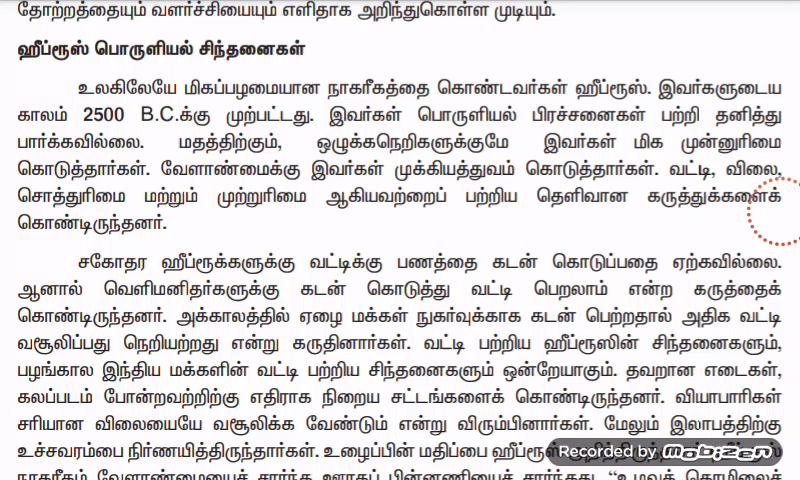 தோற்றத்தையும் வளர்ச்சியையும் எளிதாக அறிந்துகொள்ள முடியும்.
ஹீப்ரூஸ் பொருளியல் சிந்தனைகள்
உலகிலேயே மிகப்பழமையான நாகரீகத்தை கொண்டவர்கள் ஹீப்ரூஸ். இவர்களுடைய
காலம் 2500 B.C.க்கு முற்பட்டது. இவர்கள் பொருளியல் பிரச்சனைகள் பற்றி தனித்து
பார்க்கவில்லை. மதத்திற்கும், ஒழுக்கநெறிகளுக்குமே இவர்கள் மிக முன்னுரிமை
கொடுத்தார்கள். வேளாண்மைக்கு இவர்கள் முக்கியத்துவம் கொடுத்தார்கள். வட்டி, விலை,
சொத்துரிமை மற்றும் முற்றுரிமை ஆகியவற்றைப் பற்றிய தெளிவான கருத்துக்களைக்
கொண்டிருந்தனர்.
சகோதர ஹீப்ரூக்களுக்கு வட்டிக்கு பணத்தை கடன் கொடுப்பதை ஏற்கவில்லை.
ஆனால் வெளிமனிதர்களுக்கு கடன் கொடுத்து வட்டி பெறலாம் என்ற கருத்தைக்
கொண்டிருந்தனர். அக்காலத்தில் ஏழை மக்கள் நுகர்வுக்காக கடன் பெற்றதால் அதிக வட்டி
வசூலிப்பது நெறியற்றது என்று கருதினார்கள். வட்டி பற்றிய ஹீப்ரூஸின் சிந்தனைகளும்,
பழங்கால இந்திய மக்களின் வட்டி பற்றிய சிந்தனைகளும் ஒன்றேயாகும். தவறான எடைகள்,
கலப்படம் போன்றவற்றிற்கு எதிராக நிறைய சட்டங்களைக் கொண்டிருந்தனர். வியாபாரிகள்
சரியான விலையையே வசூலிக்க வேண்டும் என்று விரும்பினார்கள். மேலும் இலாபத்திற்கு
உச்சவரம்பை நிர்ணயித்திருந்தார்கள். உழைப்பின் மதிப்பை ஹீப்ரூஸ்
Recorded by mobizen
நாகரீகம் வேளாண்மையைச் சார்ந்த ஊரகப் பின்னணியைச் சார்ந்தது.